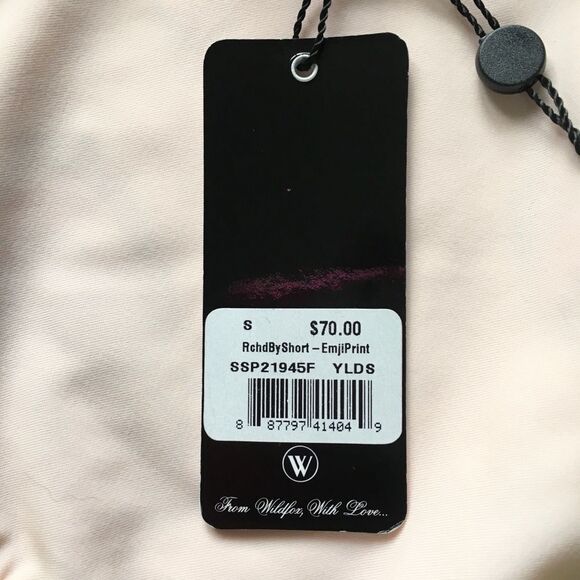 S $70.00
RchdByShort – EmjiPrint
SSP21945F YLDS
8 87797 41404 9
W
From Wildfox, With Love...